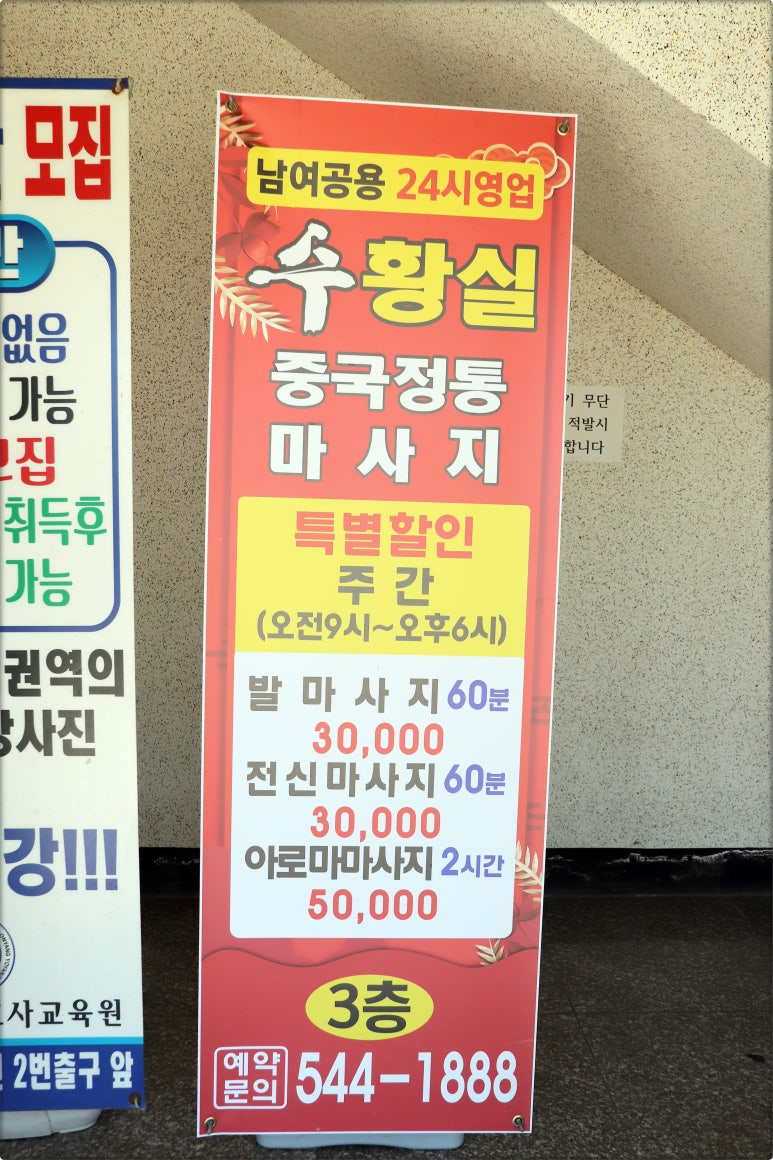 모집
없음
가능
모집
취득후
가능
권역의
사진
강!!!
사교육원
2번출구 앞
남여공용 24시영업
수황실
중국정통
마 사 지
특별할인
주 간
(오전9시~오후6시)
발 마 사 지 60분
30,000
전신마사지 60분
30,000
아로마마사지 2시간
50,000
3층
예약
문의 544-1888
무단
적발시
합니다